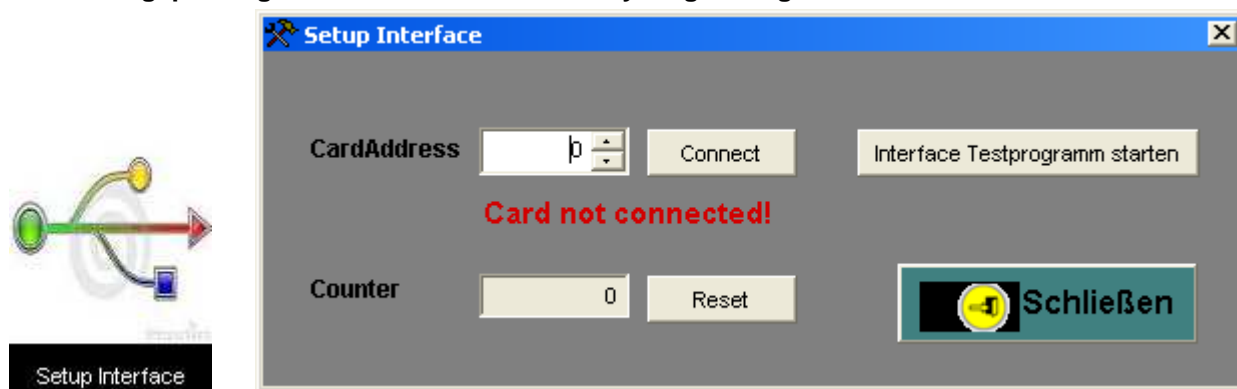 Setup Interface
CardAddress
0
Connect
Interface Testprogramm starten
Card not connected!
Counter
0
Reset
Schließen
Setup Interface